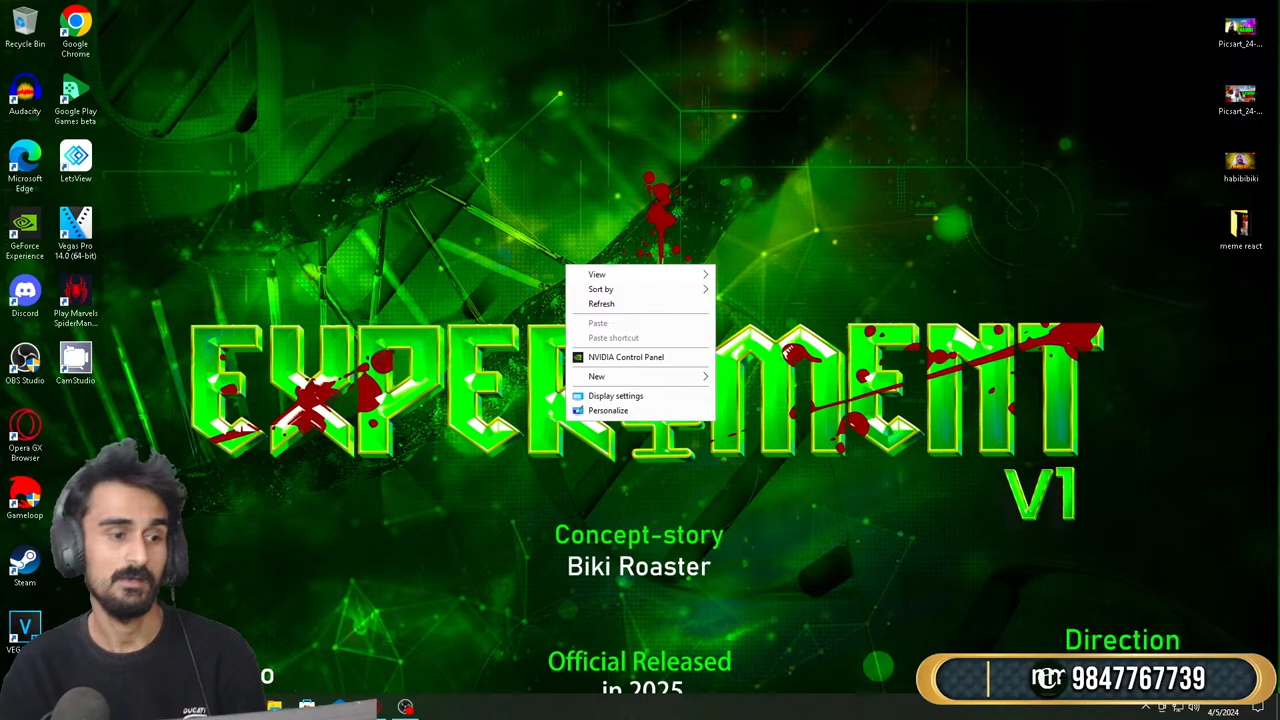 Recycle Bin
Google
Chrome
Audacity
Google Play
Games beta
Microsoft
Edge
LetsView
GeForce
Experience
Vegas Pro
14.0 (64-bit)
Discord
Play Marvels
SpiderMan...
OBS Studio
CamStudio
Opera GX
Browser
Gameloop
Steam
Picsart_24-...
Picsart_24-...
habibibiki
meme react
View
Sort by
Refresh
Paste
Paste shortcut
NVIDIA Control Panel
New
Display settings
Personalize
V1
Concept-story
Biki Roaster
Official Released
in 2025
Direction
9847767739
4/5/2024
DUCATI